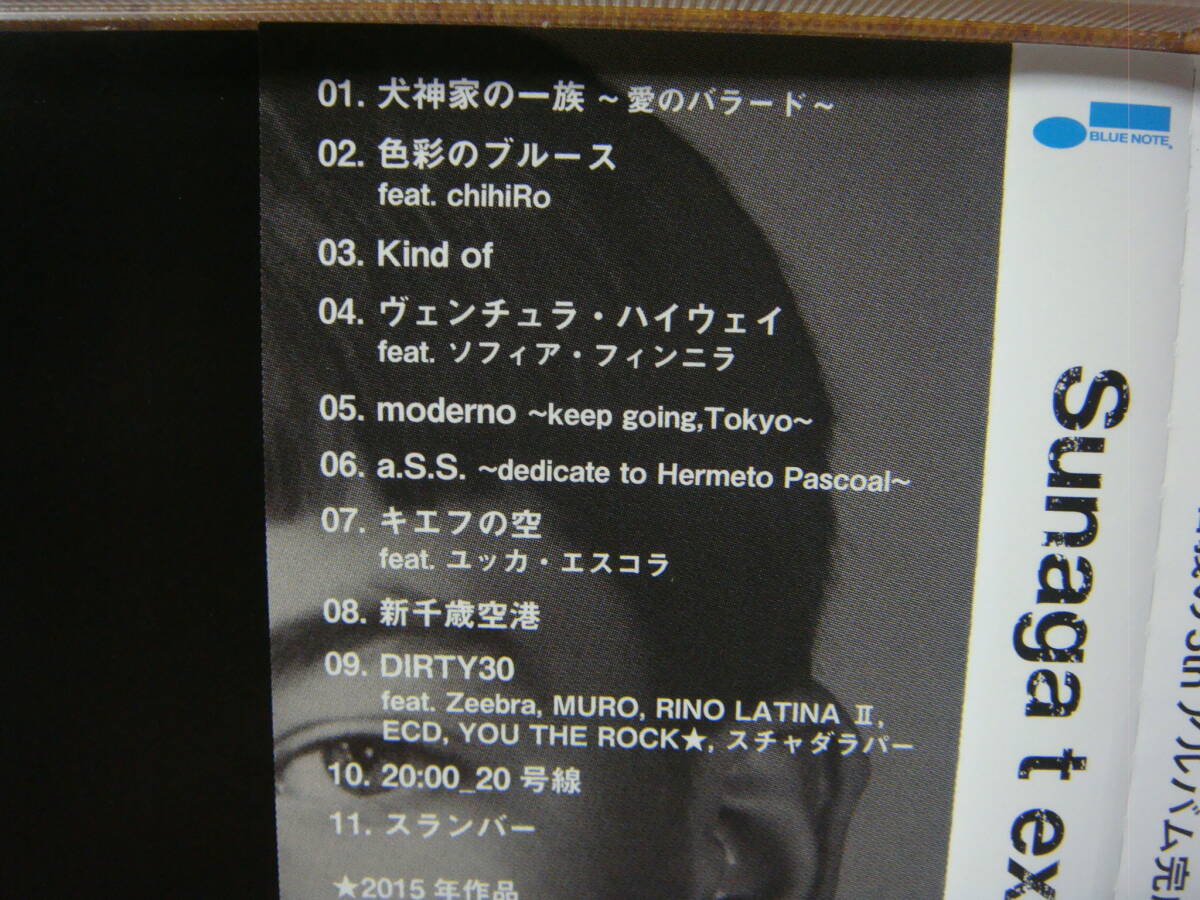 01. 犬神家の一族 ~ 愛のバラード ~
02. 色彩のブルース
feat. chihiRo
03. Kind of
04. ヴェンチュラ・ハイウェイ
feat. ソフィア・フィンニラ
05. moderno ~keep going,Tokyo~
06. a.S.S. ~dedicate to Hermeto Pascoal~
07. キエフの空
feat. ユッカ・エスコラ
08. 新千歳空港
09. DIRTY30
feat. Zeebra, MURO, RINO LATINA Ⅱ,
ECD, YOU THE ROCK★, スチャダラパー
10. 20:00_20 号線
11. スランバー
★2015 年作品
BLUE NOTE®
Sunaga t ex
5th アルバム完